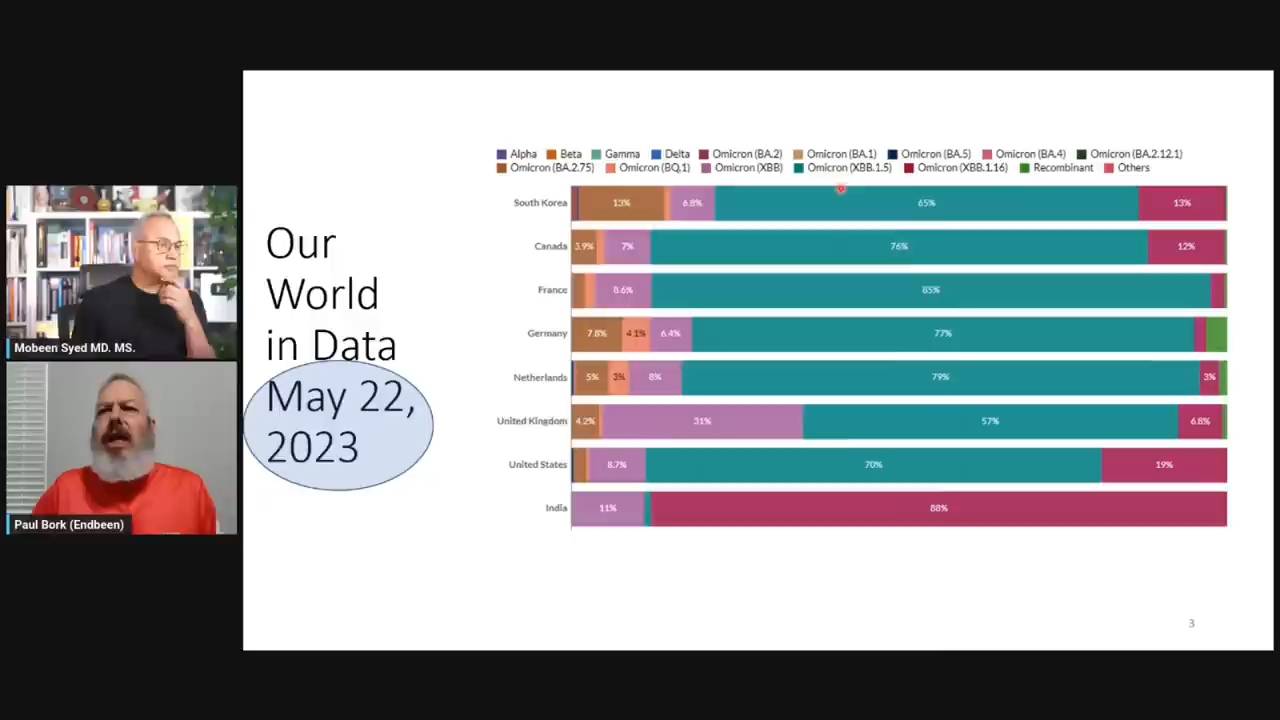 Our
World
in Data
May 22,
2023
Alpha Beta Gamma Delta Omicron (BA.2) Omicron (BA.1) Omicron (BA.5) Omicron (BA.4) Omicron (BA.2.12.1)
Omicron (BA.2.75) Omicron (BQ.1) Omicron (XBB) Omicron (XBB.1.5) Omicron (XBB.1.16) Recombinant Others
South Korea 13% 6.8% 65% 13%
Canada 3.9% 7% 76% 12%
France 8.6% 85%
Germany 7.8% 4.1% 6.4% 77%
Netherlands 5% 3% 8% 79% 3%
United Kingdom 4.2% 31% 57% 6.8%
United States 8.7% 70% 19%
India 11% 88%
3
Mobeen Syed MD. MS.
Paul Bork (Endbeen)